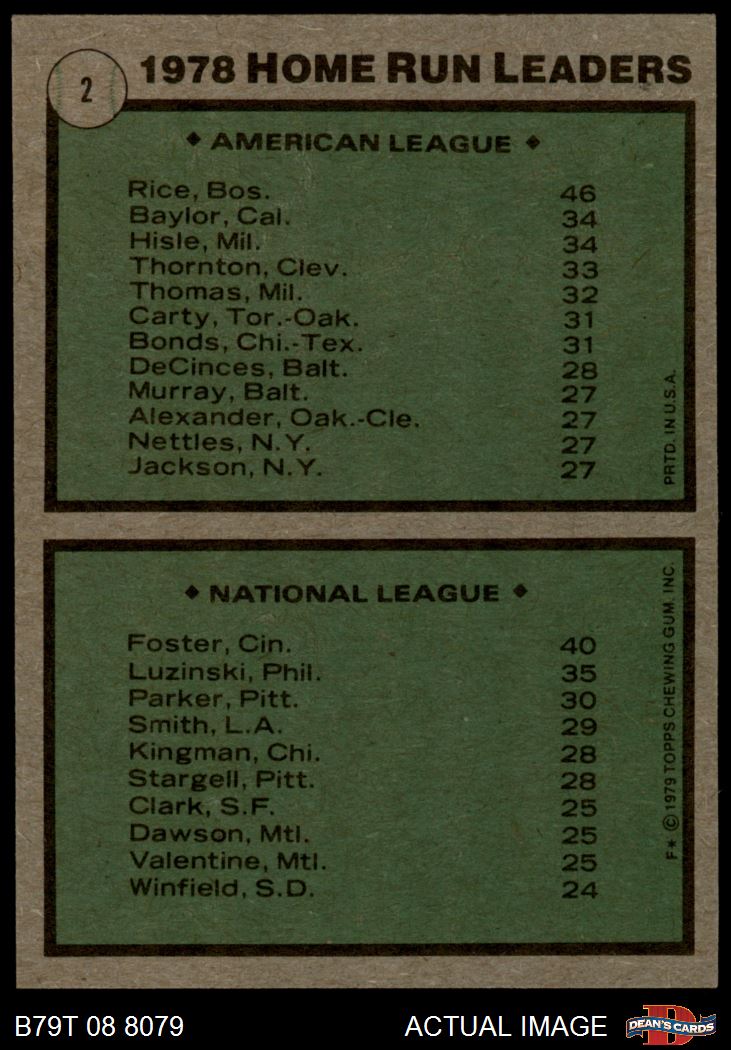 2
1978 HOME RUN LEADERS
◆ AMERICAN LEAGUE ◆
Rice, Bos. 46
Baylor, Cal. 34
Hisle, Mil. 34
Thornton, Clev. 33
Thomas, Mil. 32
Carty, Tor.-Oak. 31
Bonds, Chi.-Tex. 31
DeCinces, Balt. 28
Murray, Balt. 27
Alexander, Oak.-Cle. 27
Nettles, N.Y. 27
Jackson, N.Y. 27
PRTD. IN U.S.A.
◆ NATIONAL LEAGUE ◆
Foster, Cin. 40
Luzinski, Phil. 35
Parker, Pitt. 30
Smith, L.A. 29
Kingman, Chi. 28
Stargell, Pitt. 28
Clark, S.F. 25
Dawson, Mtl. 25
Valentine, Mtl. 25
Winfield, S.D. 24
F* © 1979 TOPPS CHEWING GUM, INC.
B79T 08 8079 ACTUAL IMAGE
D
DEAN'S CARDS